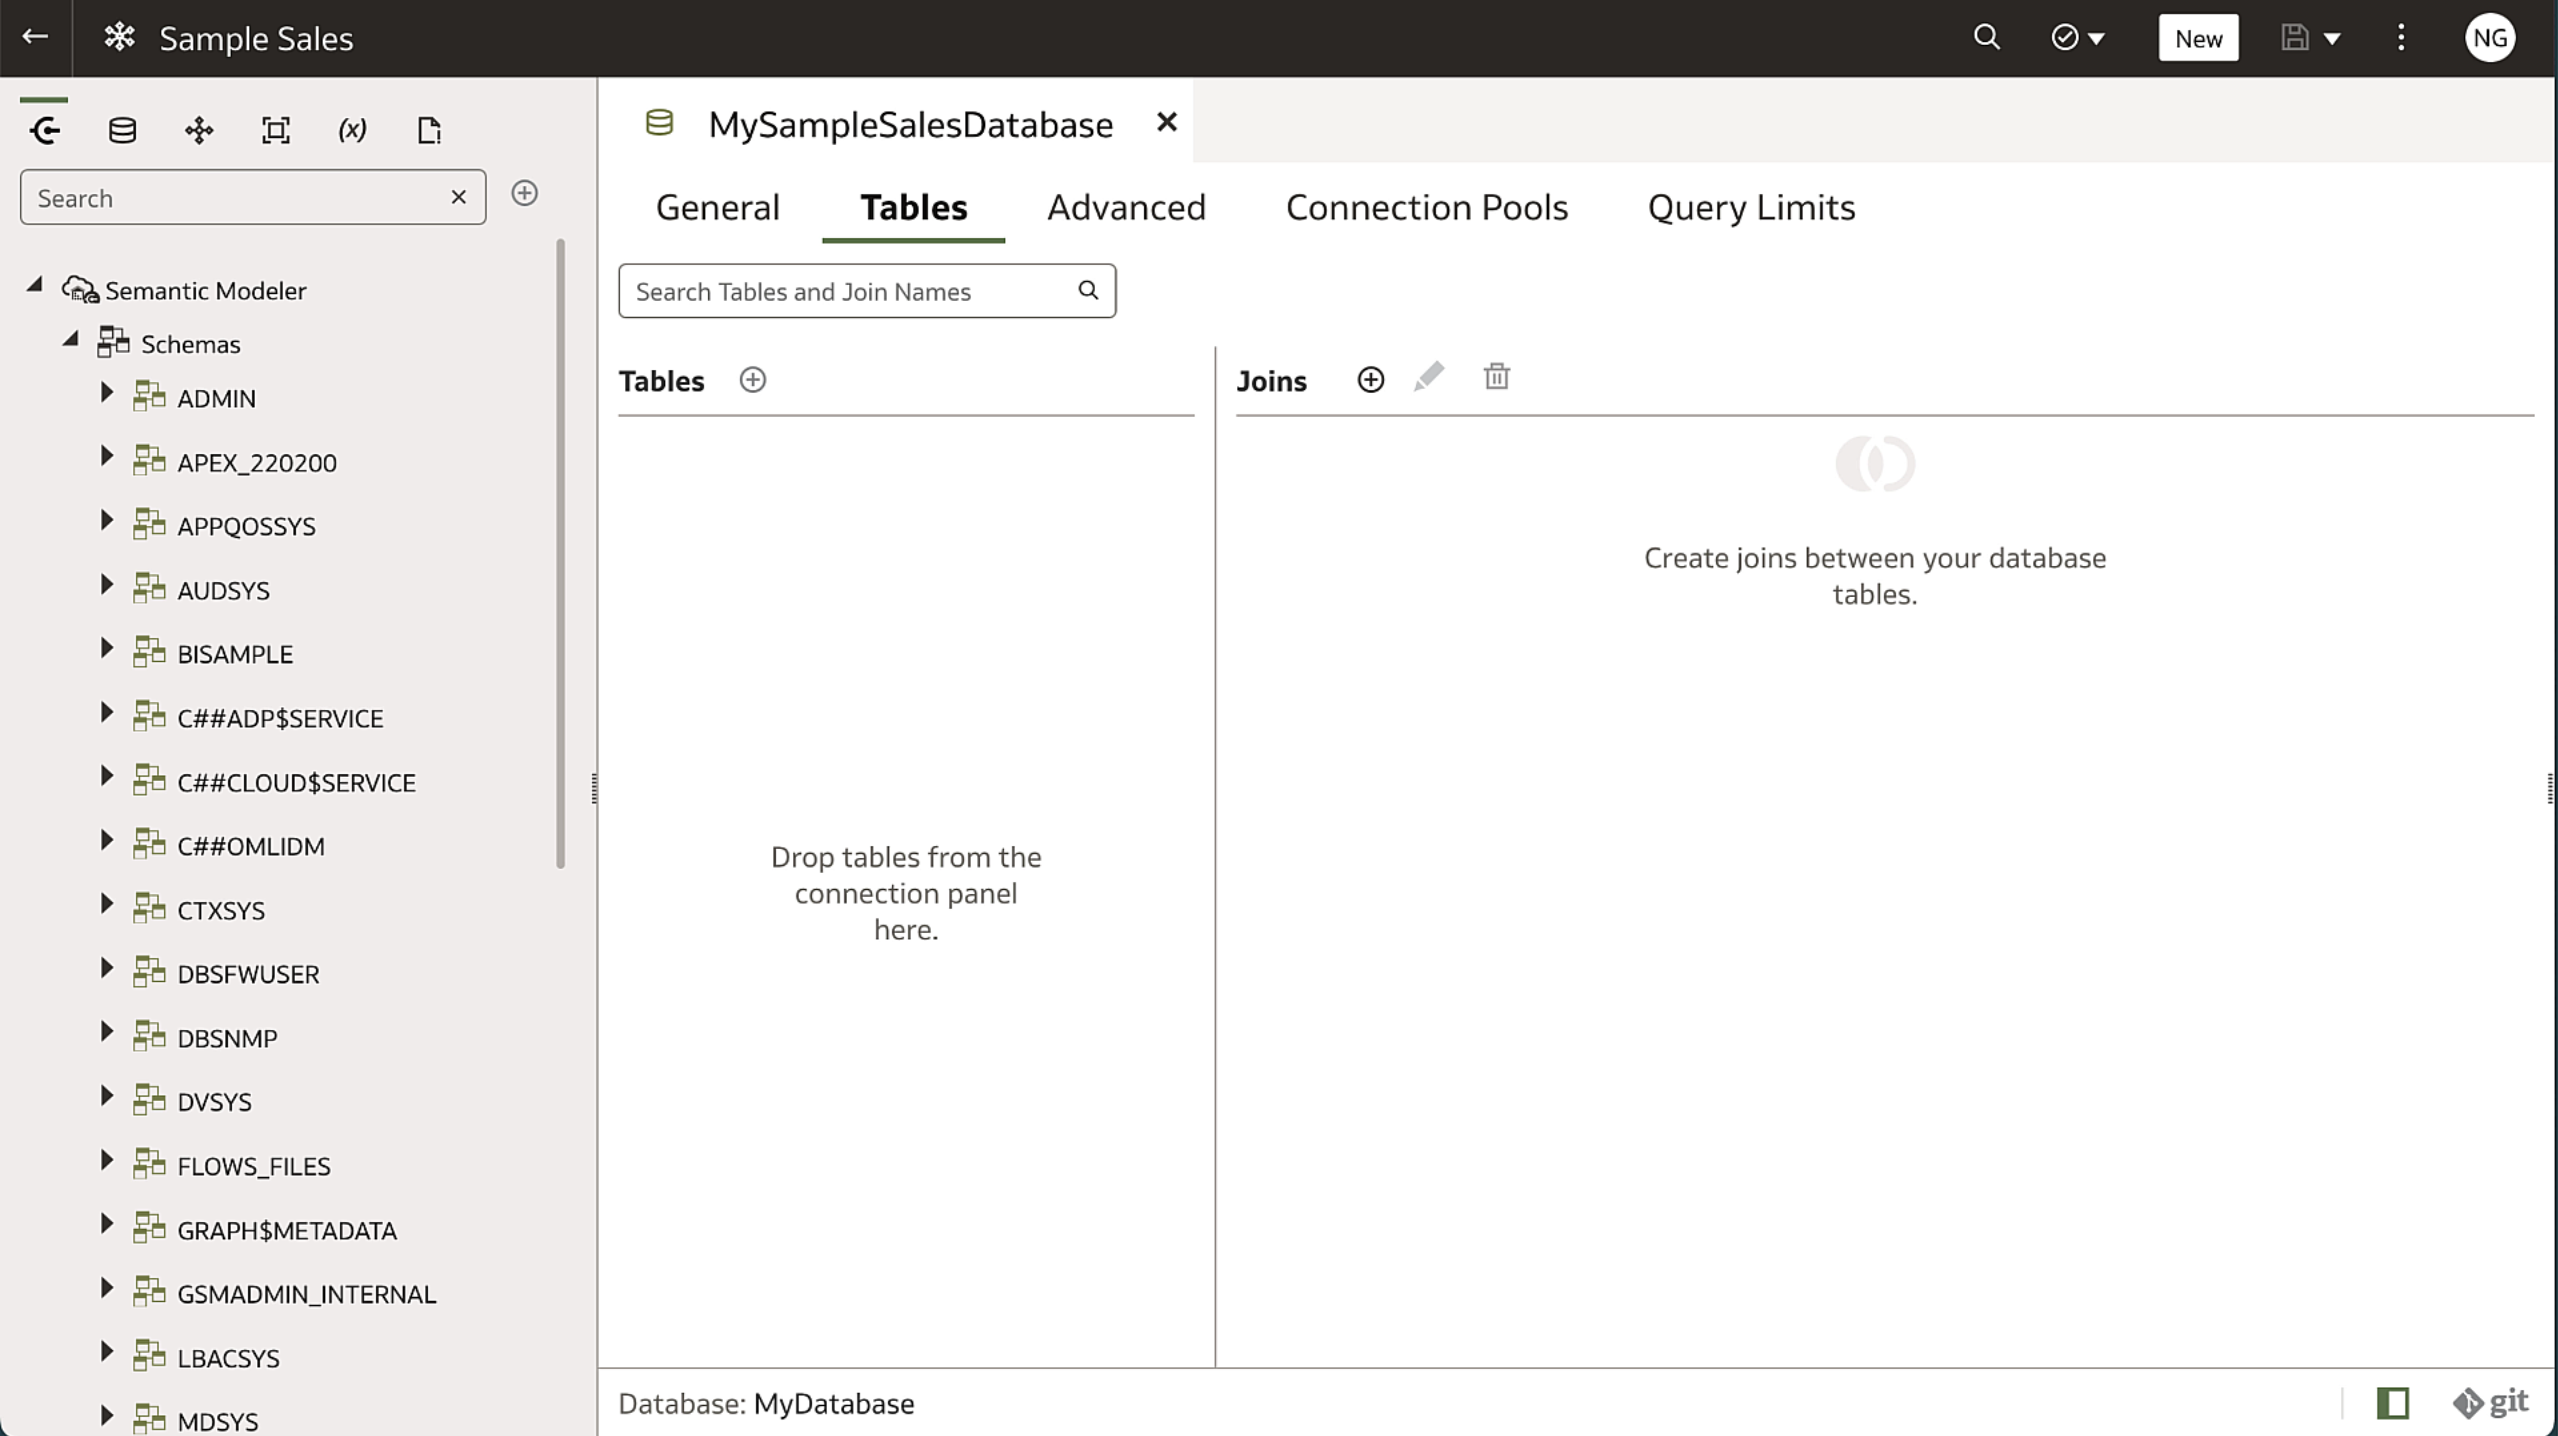 Sample Sales
New
NG
(x)
Search
Semantic Modeler
Schemas
ADMIN
APEX_220200
APPQOSSYS
AUDSYS
BISAMPLE
C##ADP$SERVICE
C##CLOUD$SERVICE
C##OMLIDM
CTXSYS
DBSFWUSER
DBSNMP
DVSYS
FLOWS_FILES
GRAPH$METADATA
GSMADMIN_INTERNAL
LBACSYS
MDSYS
MySampleSalesDatabase
General Tables Advanced Connection Pools Query Limits
Search Tables and Join Names
Tables
Drop tables from the
connection panel
here.
Joins
Create joins between your database
tables.
Database: MyDatabase
git